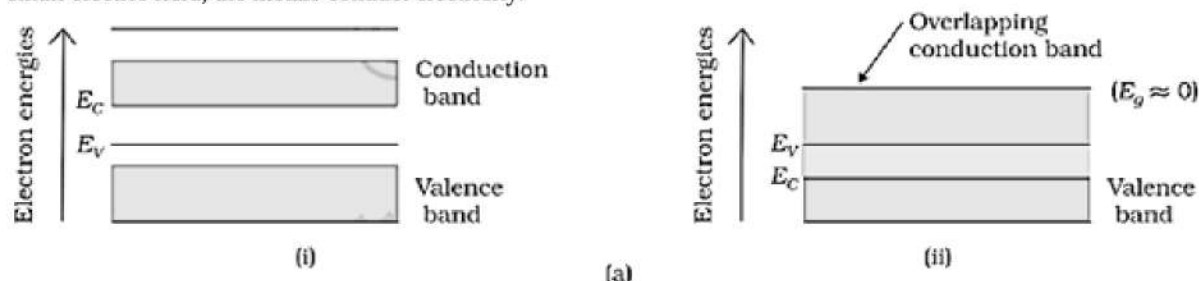 Electron energies
Conduction
band
E_C
E_V
Valence
band
(i)
(a)
Electron energies
Overlapping
conduction band
(E_g ≈ 0)
E_V
E_C
Valence
band
(ii)